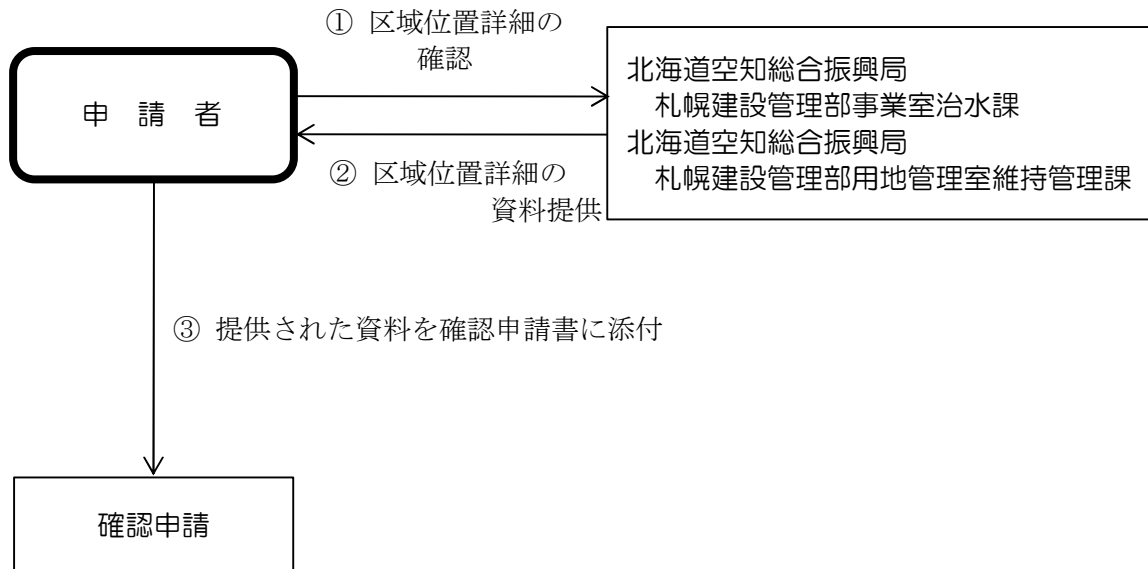 ① 区域位置詳細の
確認
申 請 者
北海道空知総合振興局
札幌建設管理部事業室治水課
北海道空知総合振興局
札幌建設管理部用地管理室維持管理課
② 区域位置詳細の
資料提供
③ 提供された資料を確認申請書に添付
確認申請